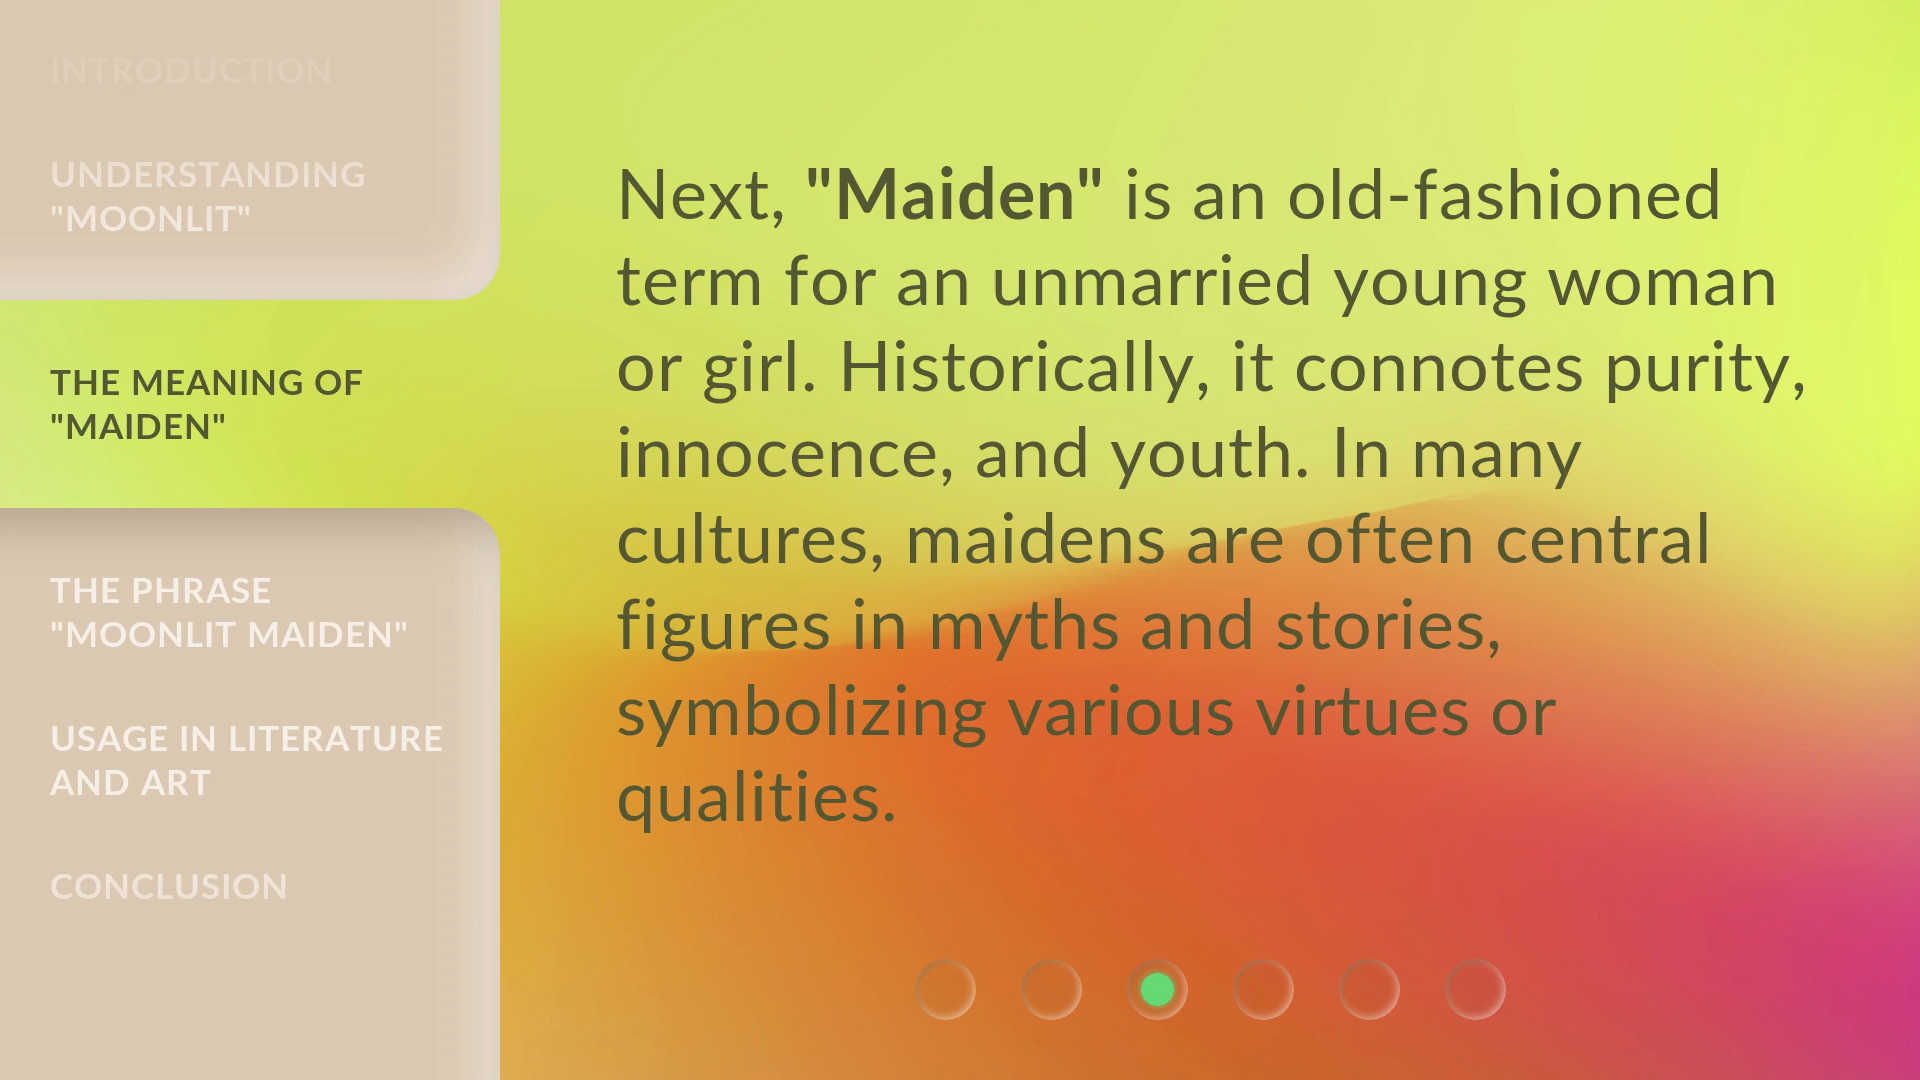 INTRODUCTION
UNDERSTANDING
"MOONLIT"
THE MEANING OF
"MAIDEN"
THE PHRASE
"MOONLIT MAIDEN"
USAGE IN LITERATURE
AND ART
CONCLUSION
Next, "Maiden" is an old-fashioned
term for an unmarried young woman
or girl. Historically, it connotes purity,
innocence, and youth. In many
cultures, maidens are often central
figures in myths and stories,
symbolizing various virtues or
qualities.